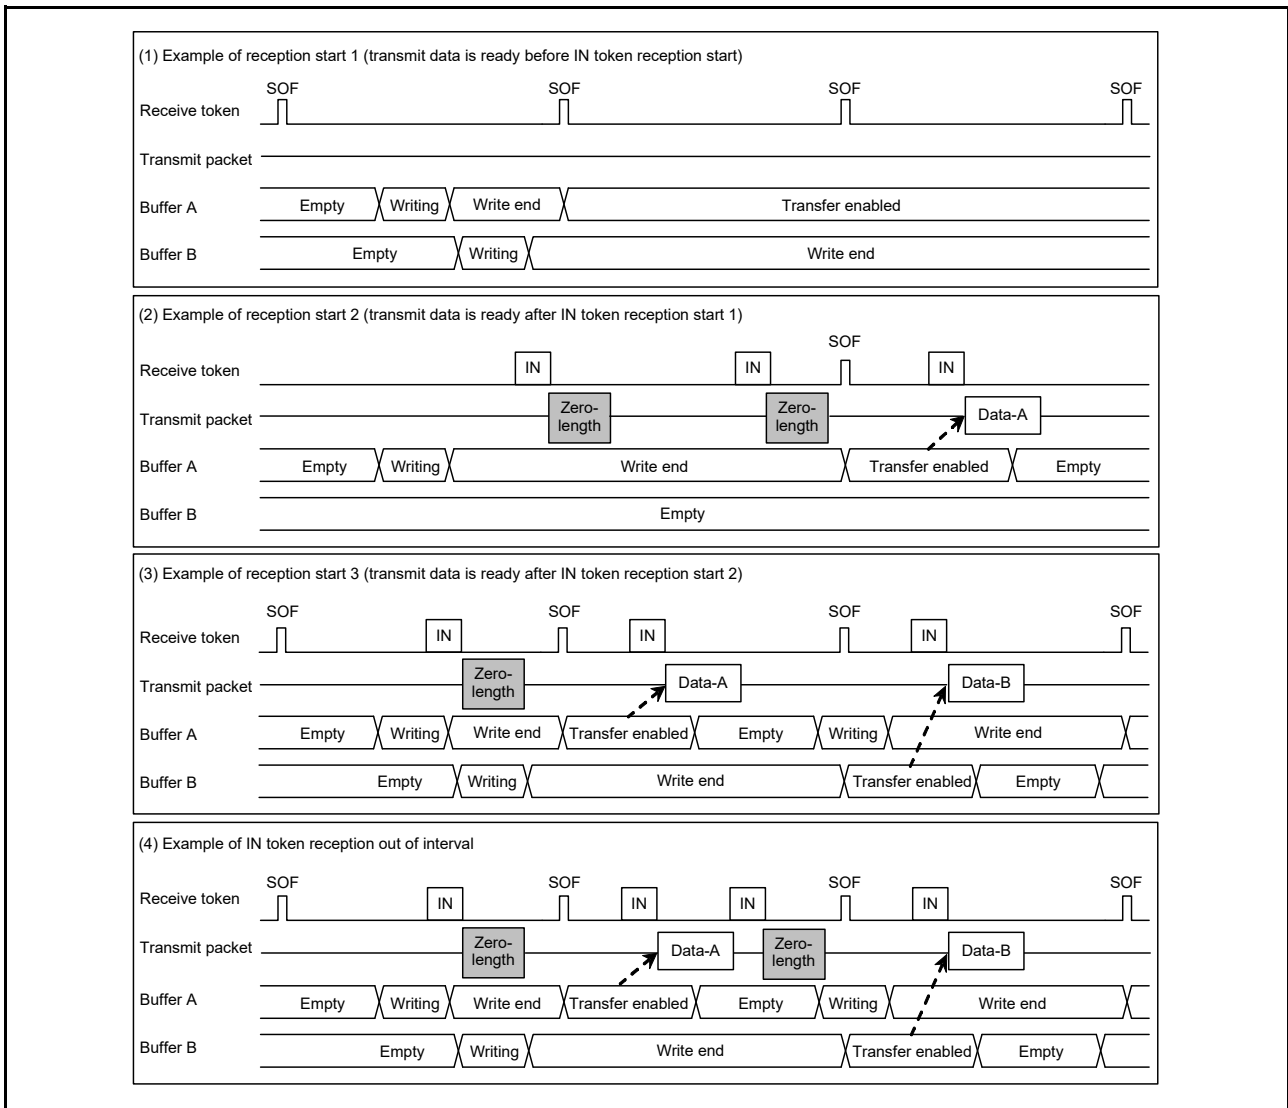 (1) Example of reception start 1 (transmit data is ready before IN token reception start)
SOF SOF SOF SOF
Receive token
Transmit packet
Buffer A Empty Writing Write end Transfer enabled
Buffer B Empty Writing Write end
(2) Example of reception start 2 (transmit data is ready after IN token reception start 1)
SOF
Receive token IN IN IN
Transmit packet Zero-length Zero-length Data-A
Buffer A Empty Writing Write end Transfer enabled Empty
Buffer B Empty
(3) Example of reception start 3 (transmit data is ready after IN token reception start 2)
SOF SOF SOF SOF
Receive token IN IN IN
Transmit packet Zero-length Data-A Data-B
Buffer A Empty Writing Write end Transfer enabled Empty Writing Write end
Buffer B Empty Writing Write end Transfer enabled Empty
(4) Example of IN token reception out of interval
SOF SOF SOF SOF
Receive token IN IN IN IN
Transmit packet Zero-length Data-A Zero-length Data-B
Buffer A Empty Writing Write end Transfer enabled Empty Writing Write end
Buffer B Empty Writing Write end Transfer enabled Empty